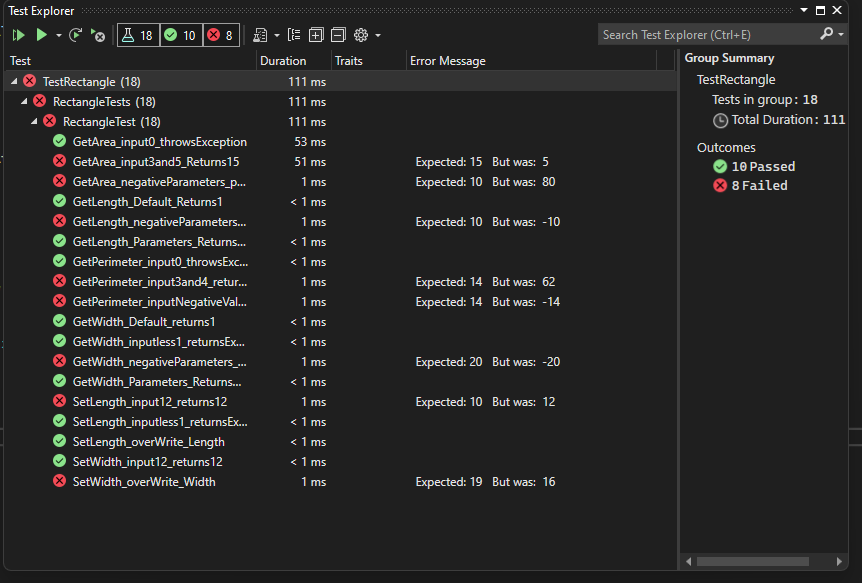 Test Explorer
18 10 8 Search Test Explorer (Ctrl+E)
Test Duration Traits Error Message
TestRectangle (18) 111 ms
RectangleTests (18) 111 ms
RectangleTest (18) 111 ms
GetArea_input0_throwsException 53 ms
GetArea_input3and5_Returns15 51 ms Expected: 15 But was: 5
GetArea_negativeParameters_p... 1 ms Expected: 10 But was: 80
GetLength_Default_Returns1 < 1 ms
GetLength_negativeParameters... 1 ms Expected: 10 But was: -10
GetLength_Parameters_Returns... < 1 ms
GetPerimeter_input0_throwsExc... < 1 ms
GetPerimeter_input3and4_retur... 1 ms Expected: 14 But was: 62
GetPerimeter_inputNegativeVal... 1 ms Expected: 14 But was: -14
GetWidth_Default_returns1 < 1 ms
GetWidth_inputless1_returnsEx... < 1 ms
GetWidth_negativeParameters_... 1 ms Expected: 20 But was: -20
GetWidth_Parameters_Returns... < 1 ms
SetLength_input12_returns12 1 ms Expected: 10 But was: 12
SetLength_inputless1_returnsEx... < 1 ms
SetLength_overWrite_Length < 1 ms
SetWidth_input12_returns12 < 1 ms
SetWidth_overWrite_Width 1 ms Expected: 19 But was: 16
Group Summary
TestRectangle
Tests in group: 18
Total Duration: 111
Outcomes
10 Passed
8 Failed